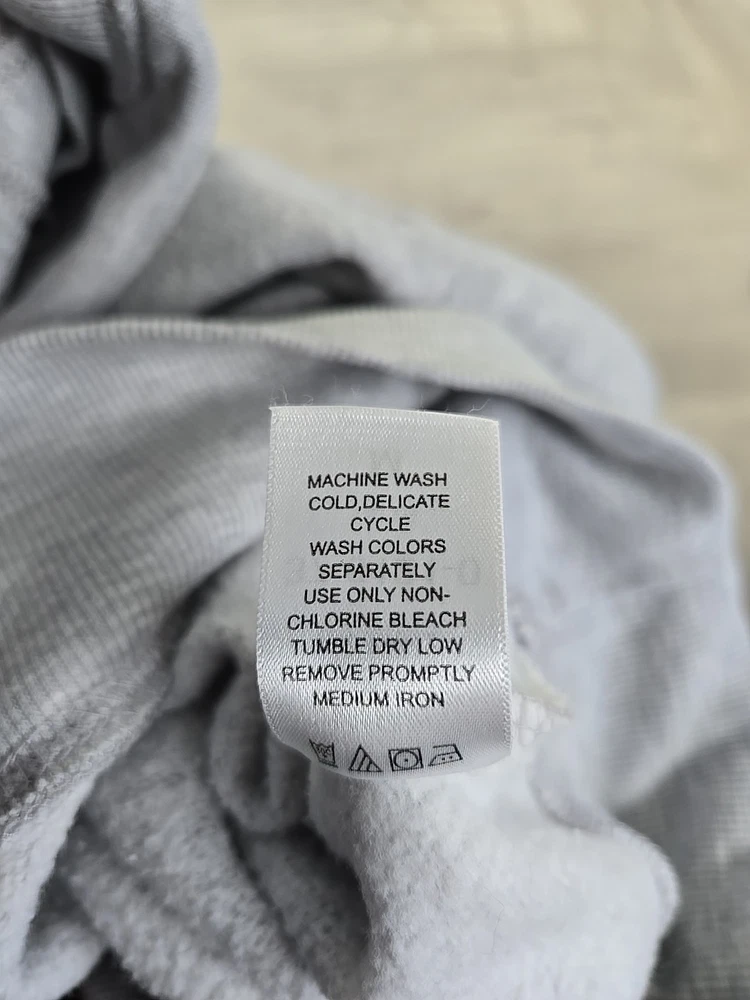 MACHINE WASH
COLD,DELICATE
CYCLE
WASH COLORS
SEPARATELY
USE ONLY NON-
CHLORINE BLEACH
TUMBLE DRY LOW
REMOVE PROMPTLY
MEDIUM IRON